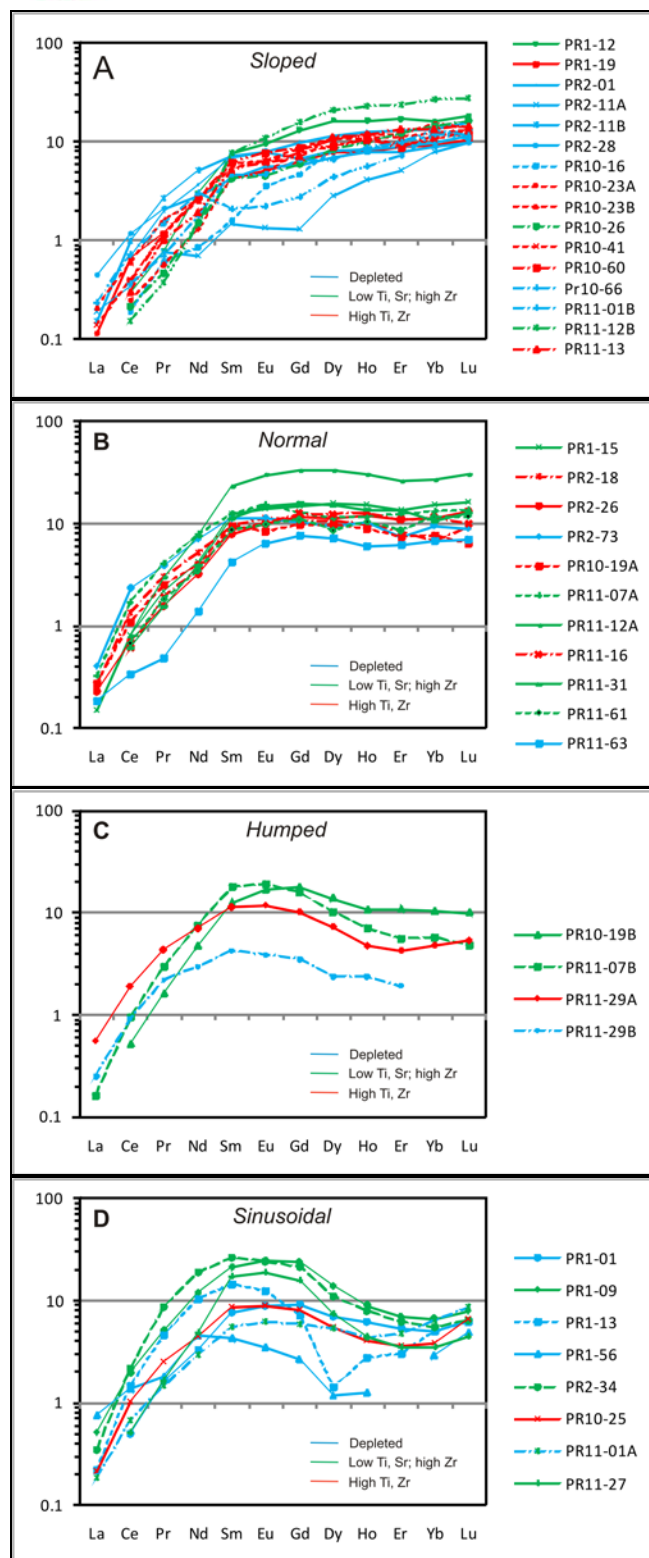 A
Sloped
100
10
1
0.1
La Ce Pr Nd Sm Eu Gd Dy Ho Er Yb Lu
Depleted
Low Ti, Sr; high Zr
High Ti, Zr
PR1-12
PR1-19
PR2-01
PR2-11A
PR2-11B
PR2-28
PR10-16
PR10-23A
PR10-23B
PR10-26
PR10-41
PR10-60
Pr10-66
PR11-01B
PR11-12B
PR11-13
B
Normal
100
10
1
0.1
La Ce Pr Nd Sm Eu Gd Dy Ho Er Yb Lu
Depleted
Low Ti, Sr; high Zr
High Ti, Zr
PR1-15
PR2-18
PR2-26
PR2-73
PR10-19A
PR11-07A
PR11-12A
PR11-16
PR11-31
PR11-61
PR11-63
C
Humped
100
10
1
0.1
La Ce Pr Nd Sm Eu Gd Dy Ho Er Yb Lu
Depleted
Low Ti, Sr; high Zr
High Ti, Zr
PR10-19B
PR11-07B
PR11-29A
PR11-29B
D
Sinusoidal
100
10
1
0.1
La Ce Pr Nd Sm Eu Gd Dy Ho Er Yb Lu
Depleted
Low Ti, Sr; high Zr
High Ti, Zr
PR1-01
PR1-09
PR1-13
PR1-56
PR2-34
PR10-25
PR11-01A
PR11-27